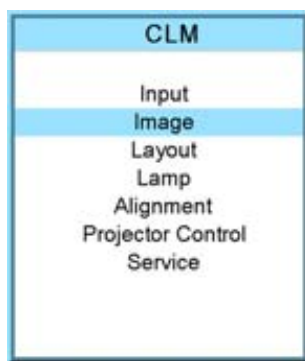 CLM
Input
Image
Layout
Lamp
Alignment
Projector Control
Service